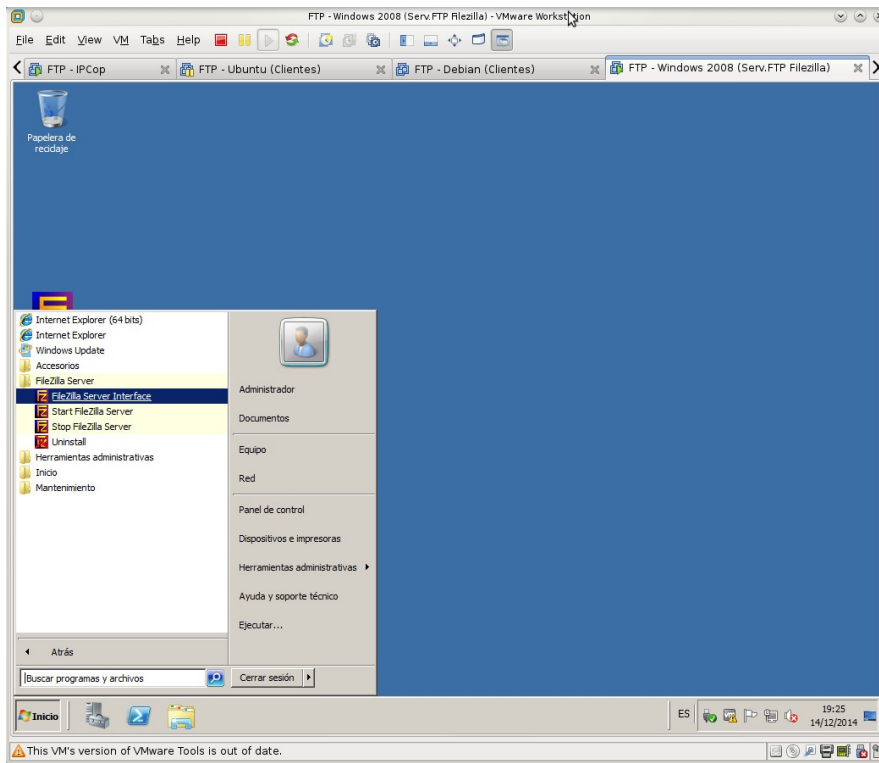 FTP - Windows 2008 (Serv.FTP Filezilla) - VMware Workstation
File Edit View VM Tabs Help
FTP - IPCop
FTP - Ubuntu (Clientes)
FTP - Debian (Clientes)
FTP - Windows 2008 (Serv.FTP Filezilla)
Papelera de
reciclaje
Internet Explorer (64 bits)
Internet Explorer
Windows Update
Accesorios
FileZilla Server
FileZilla Server Interface
Start FileZilla Server
Stop FileZilla Server
Uninstall
Herramientas administrativas
Inicio
Mantenimiento
Atrás
Buscar programas y archivos
Administrador
Documentos
Equipo
Red
Panel de control
Dispositivos e impresoras
Herramientas administrativas
Ayuda y soporte técnico
Ejecutar...
Cerrar sesión
Inicio
ES
19:25
14/12/2014
This VM's version of VMware Tools is out of date.